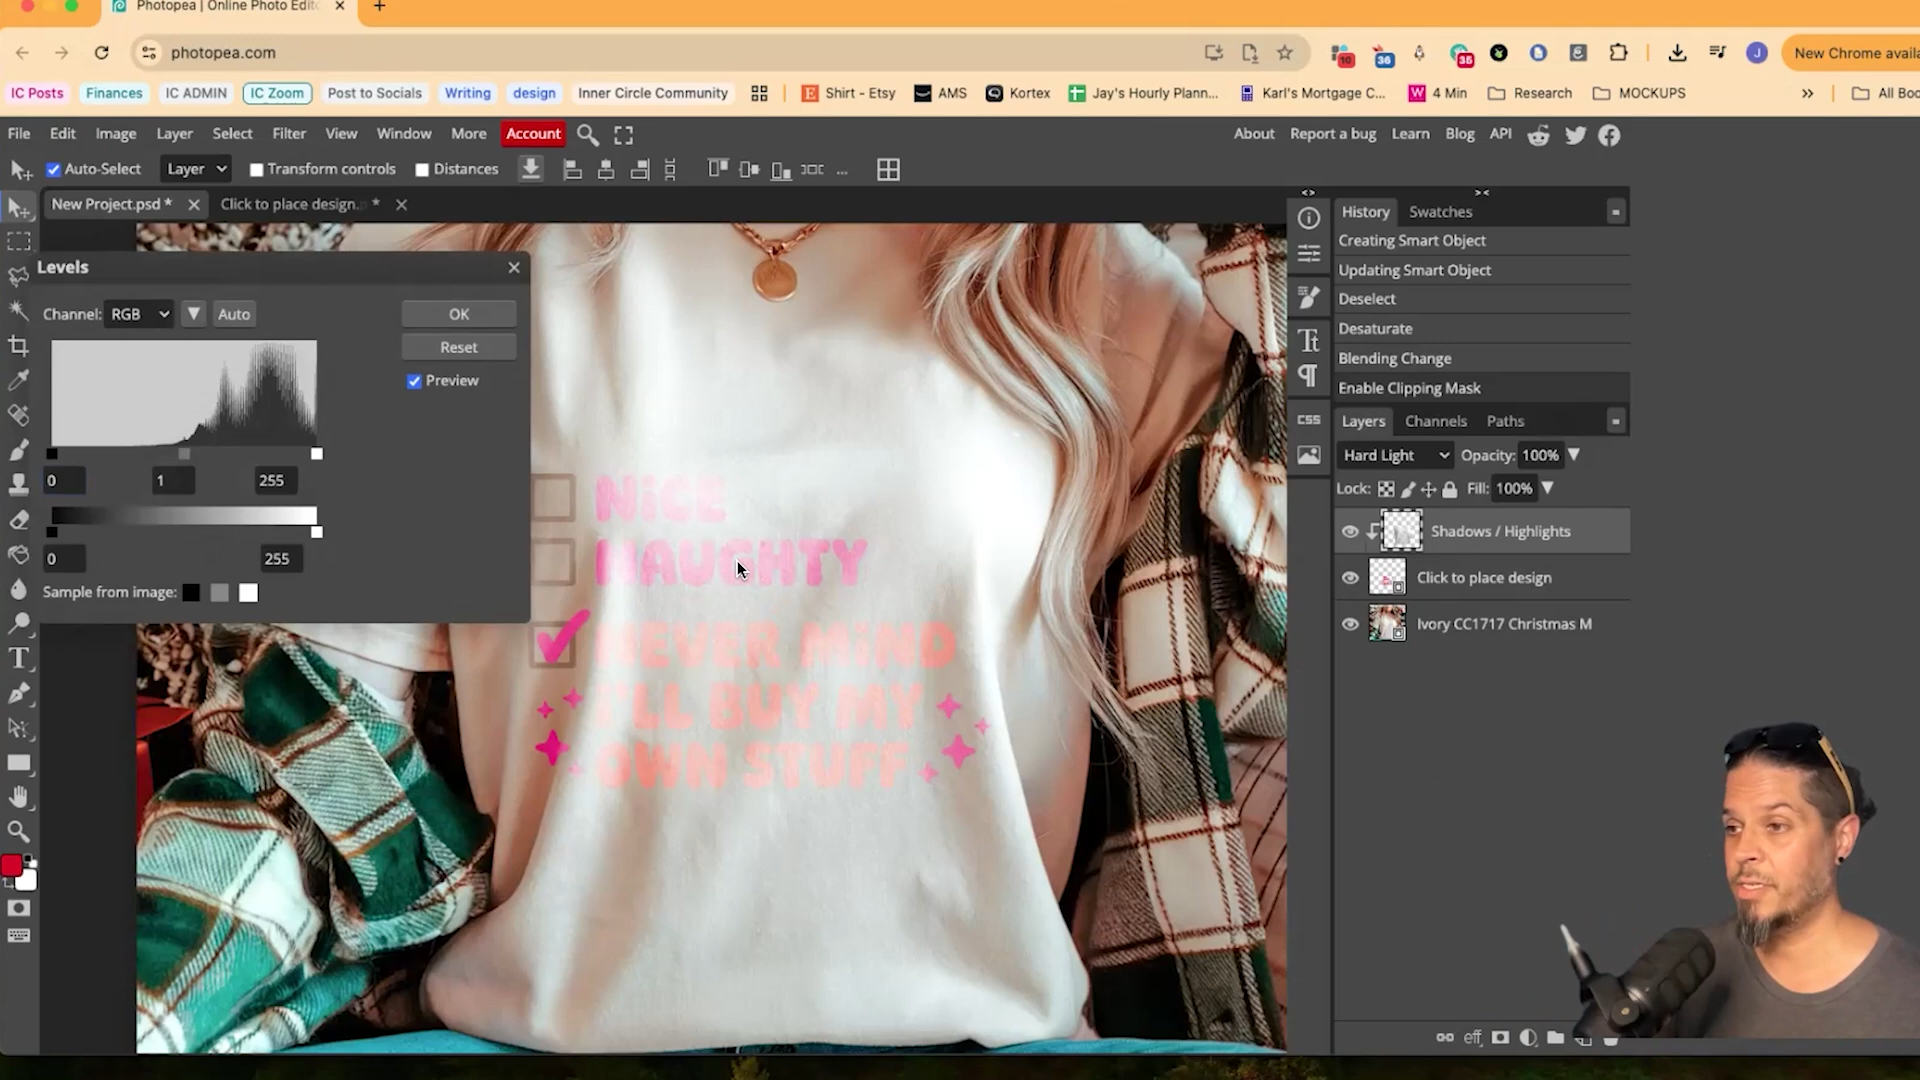 Photopea | Online Photo Edit
photopea.com
10
36
35
J
New Chrome availa
IC Posts
Finances
IC ADMIN
IC Zoom
Post to Socials
Writing
design
Inner Circle Community
Shirt - Etsy
AMS
Kortex
Jay's Hourly Plann...
Karl's Mortgage C...
4 Min
Research
MOCKUPS
All Boo
File
Edit
Image
Layer
Select
Filter
View
Window
More
Account
About
Report a bug
Learn
Blog
API
Auto-Select
Layer
Transform controls
Distances
...
New Project.psd *
Click to place design. *
History
Swatches
Creating Smart Object
Updating Smart Object
Deselect
Desaturate
Blending Change
Enable Clipping Mask
Levels
Channel: RGB
Auto
OK
Reset
Preview
0
1
255
0
255
Sample from image:
CSS
Layers
Channels
Paths
Hard Light
Opacity: 100%
Lock:
Fill: 100%
Shadows / Highlights
Click to place design
Ivory CC1717 Christmas M
eff
NiCE
NAUGHTY
NEVER MiND
I'LL BUY MY
OWN STUFF